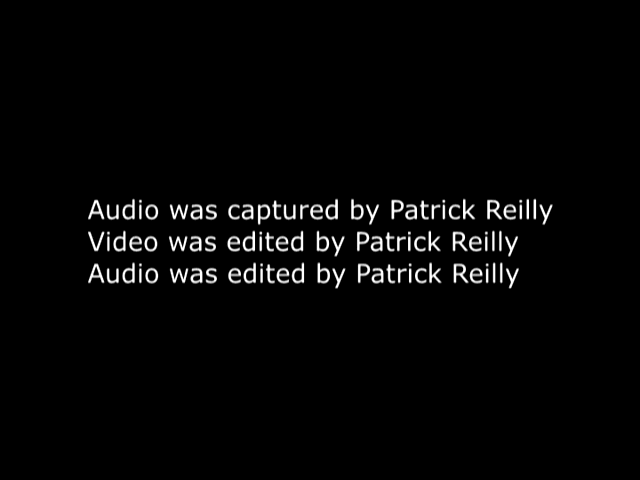 Audio was captured by Patrick Reilly
Video was edited by Patrick Reilly
Audio was edited by Patrick Reilly